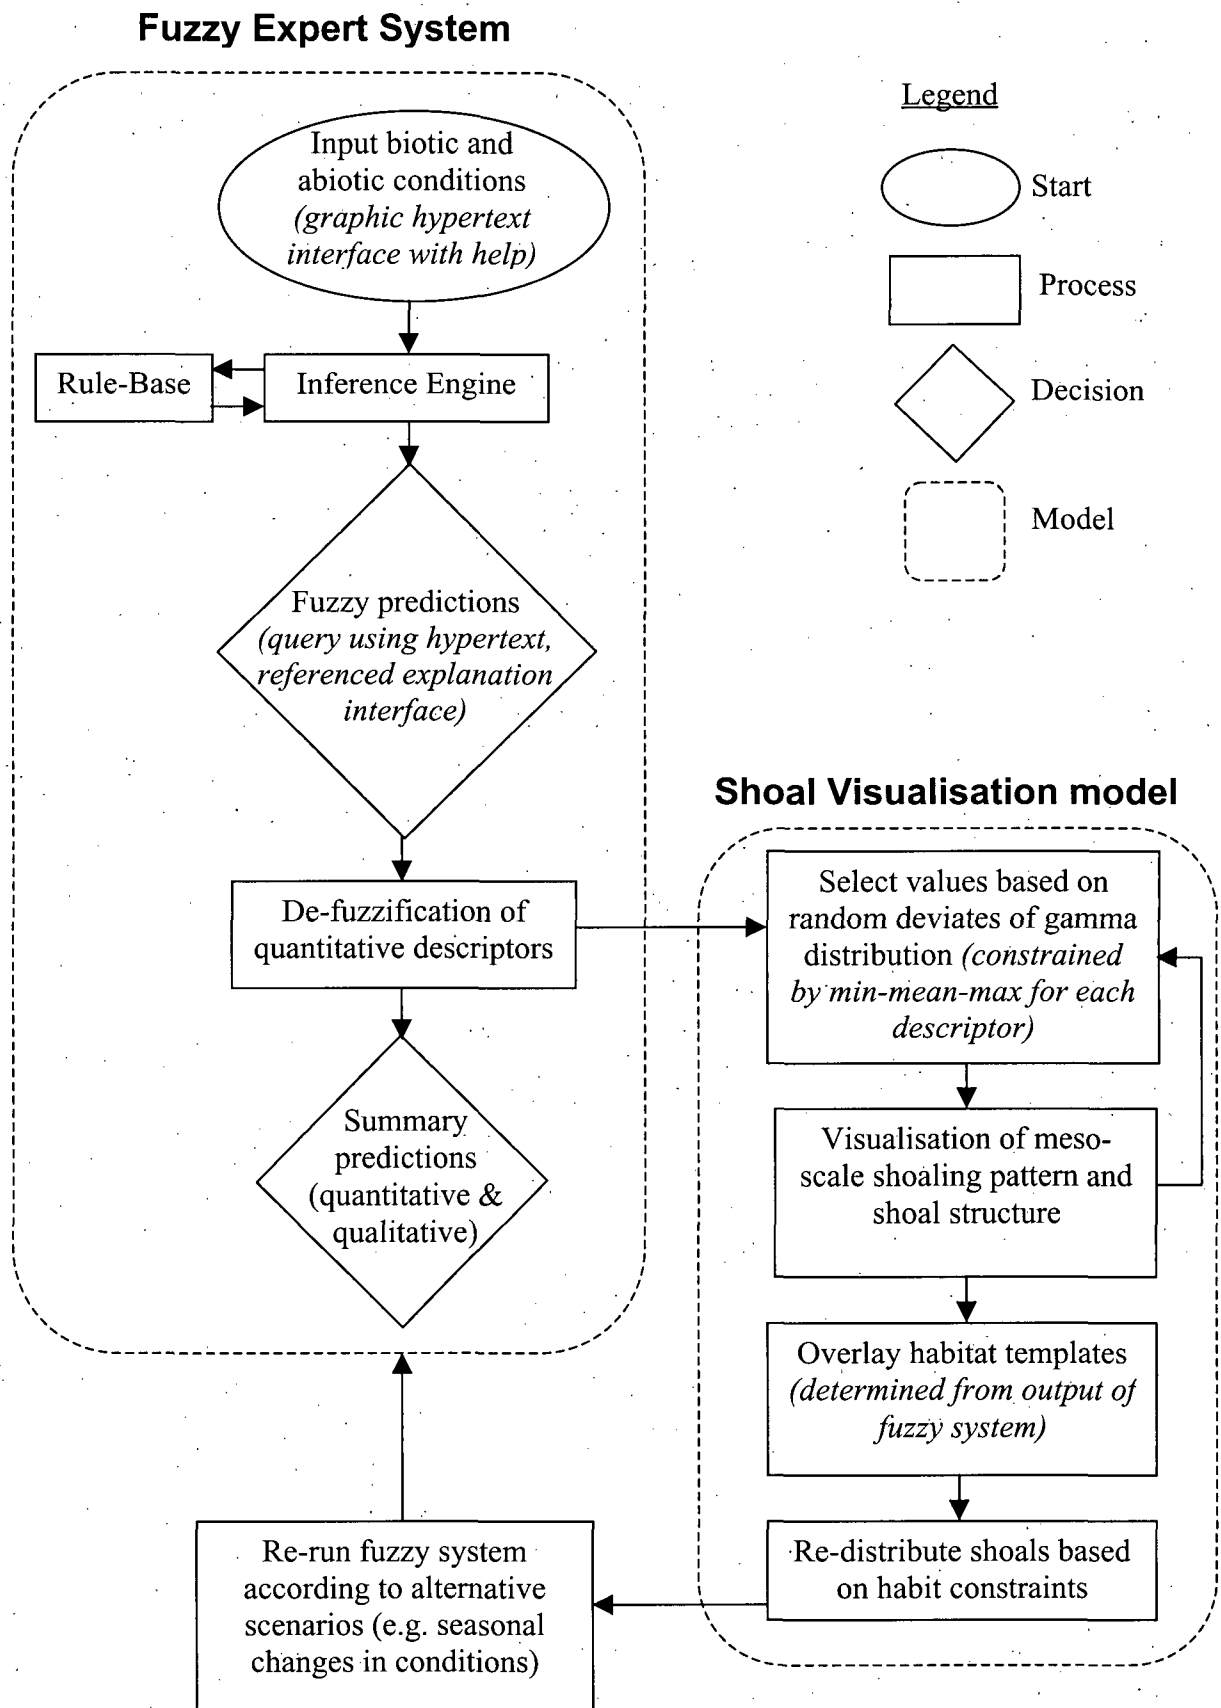 Fuzzy Expert System
Input biotic and
abiotic conditions
(graphic hypertext
interface with help)
Rule-Base
Inference Engine
Fuzzy predictions
(query using hypertext,
referenced explanation
interface)
De-fuzzification of
quantitative descriptors
Summary
predictions
(quantitative &
qualitative)
Re-run fuzzy system
according to alternative
scenarios (e.g. seasonal
changes in conditions)
Legend
Start
Process
Decision
Model
Shoal Visualisation model
Select values based on
random deviates of gamma
distribution (constrained
by min-mean-max for each
descriptor)
Visualisation of meso-
scale shoaling pattern and
shoal structure
Overlay habitat templates
(determined from output of
fuzzy system)
Re-distribute shoals based
on habit constraints